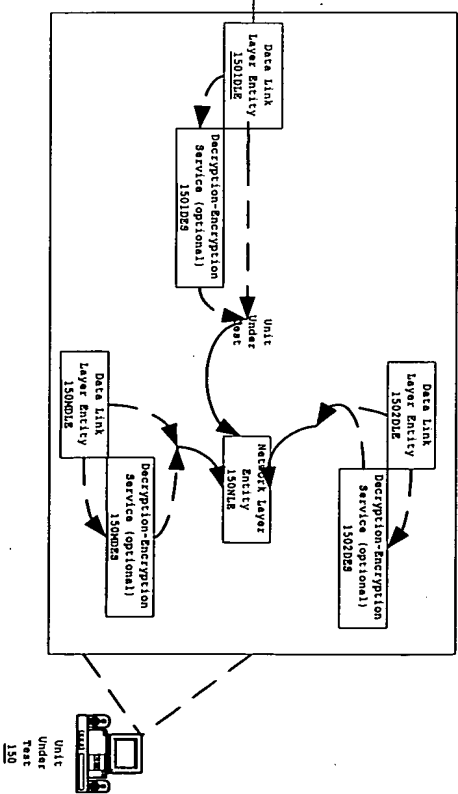 Data Link
Layer Entity
1501DLE
Decryption-Encryption
Service (optional)
1501DES
Unit
Under
Test
Data Link
Layer Entity
1502DLE
Decryption-Encryption
Service (optional)
1502DES
Network Layer
Entity
150NLE
Data Link
Layer Entity
150MDLE
Decryption-Encryption
Service (optional)
150MDES
Unit
Under
Test
150